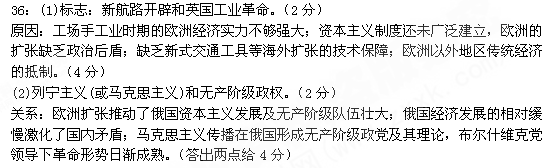 36：(1)标志：新航路开辟和英国工业革命。(2分)
原因：工场手工业时期的欧洲经济实力不够强大；资本主义制度还未广泛建立，欧洲的
扩张缺乏政治后盾；缺乏新式交通工具等海外扩张的技术保障；欧洲以外地区传统经济
的抵制。(4分)
(2)列宁主义(或马克思主义)和无产阶级政权。(2分)
关系：欧洲扩张推动了俄国资本主义发展及无产阶级队伍壮大；俄国经济发展的相对缓
慢激化了国内矛盾；马克思主义传播在俄国形成无产阶级政党及其理论，布尔什维克党
领导下革命形势日渐成熟。(答出两点给4分)